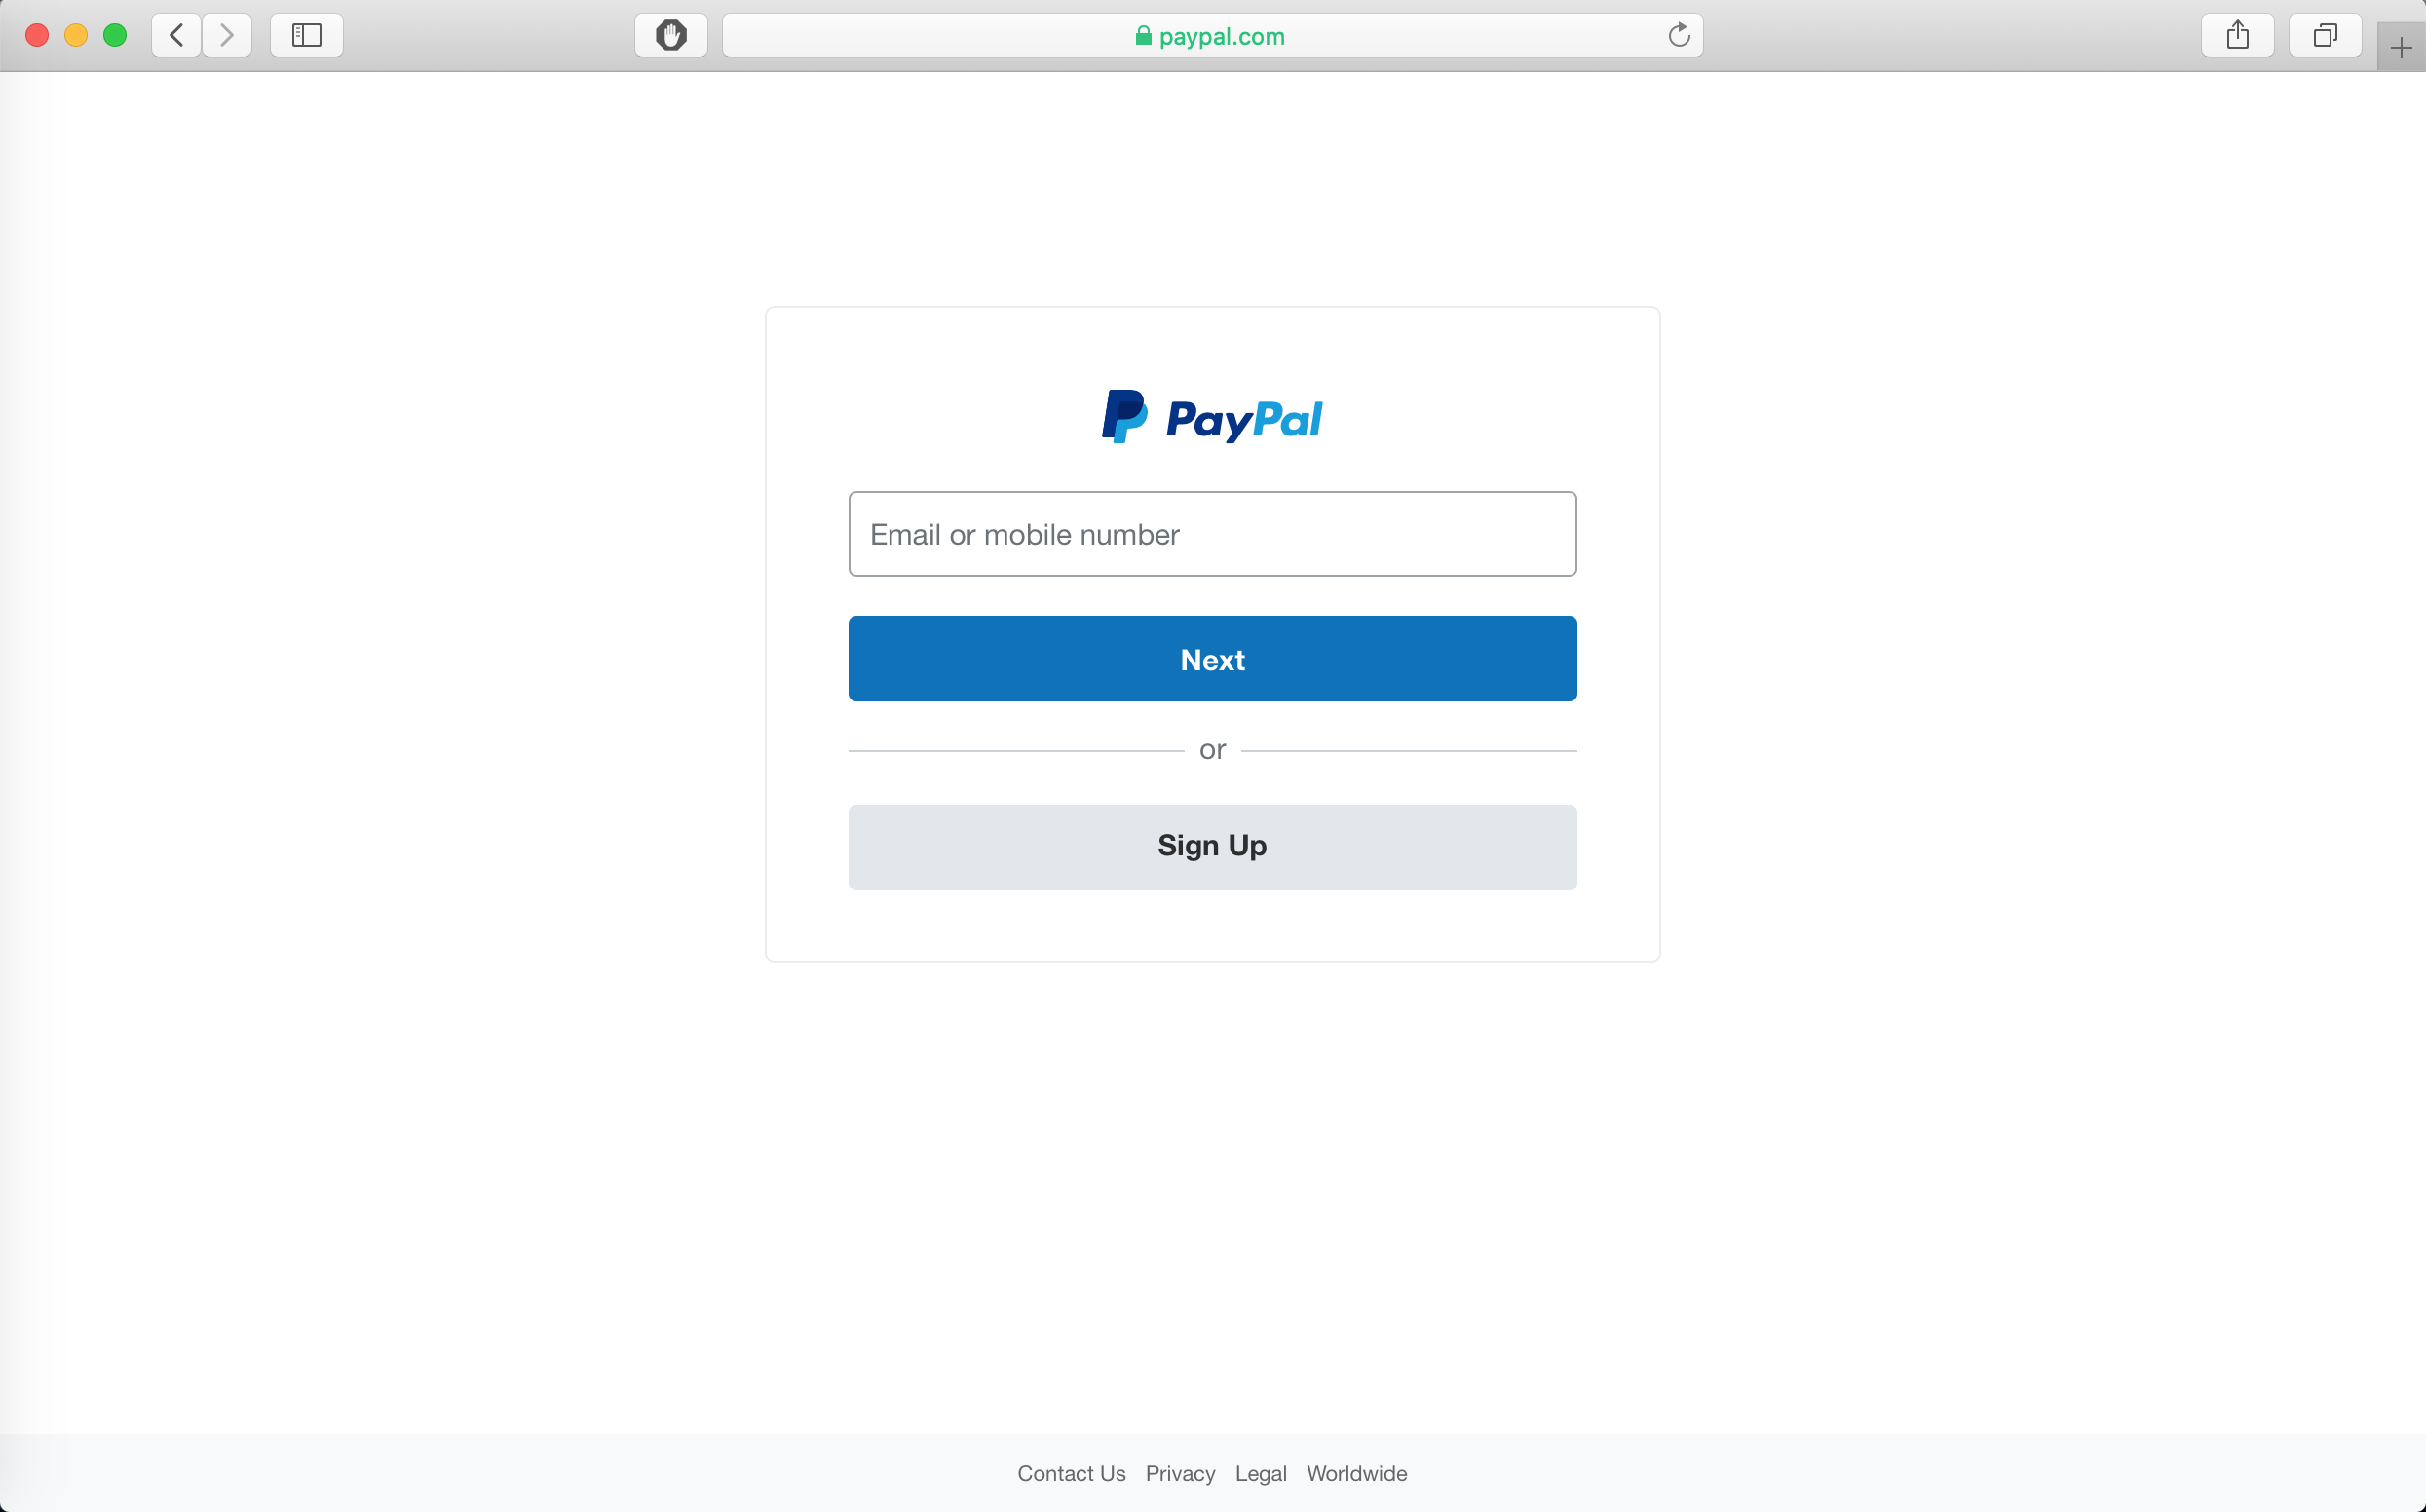 paypal.com
PayPal
Email or mobile number
Next
or
Sign Up
Contact Us Privacy Legal Worldwide